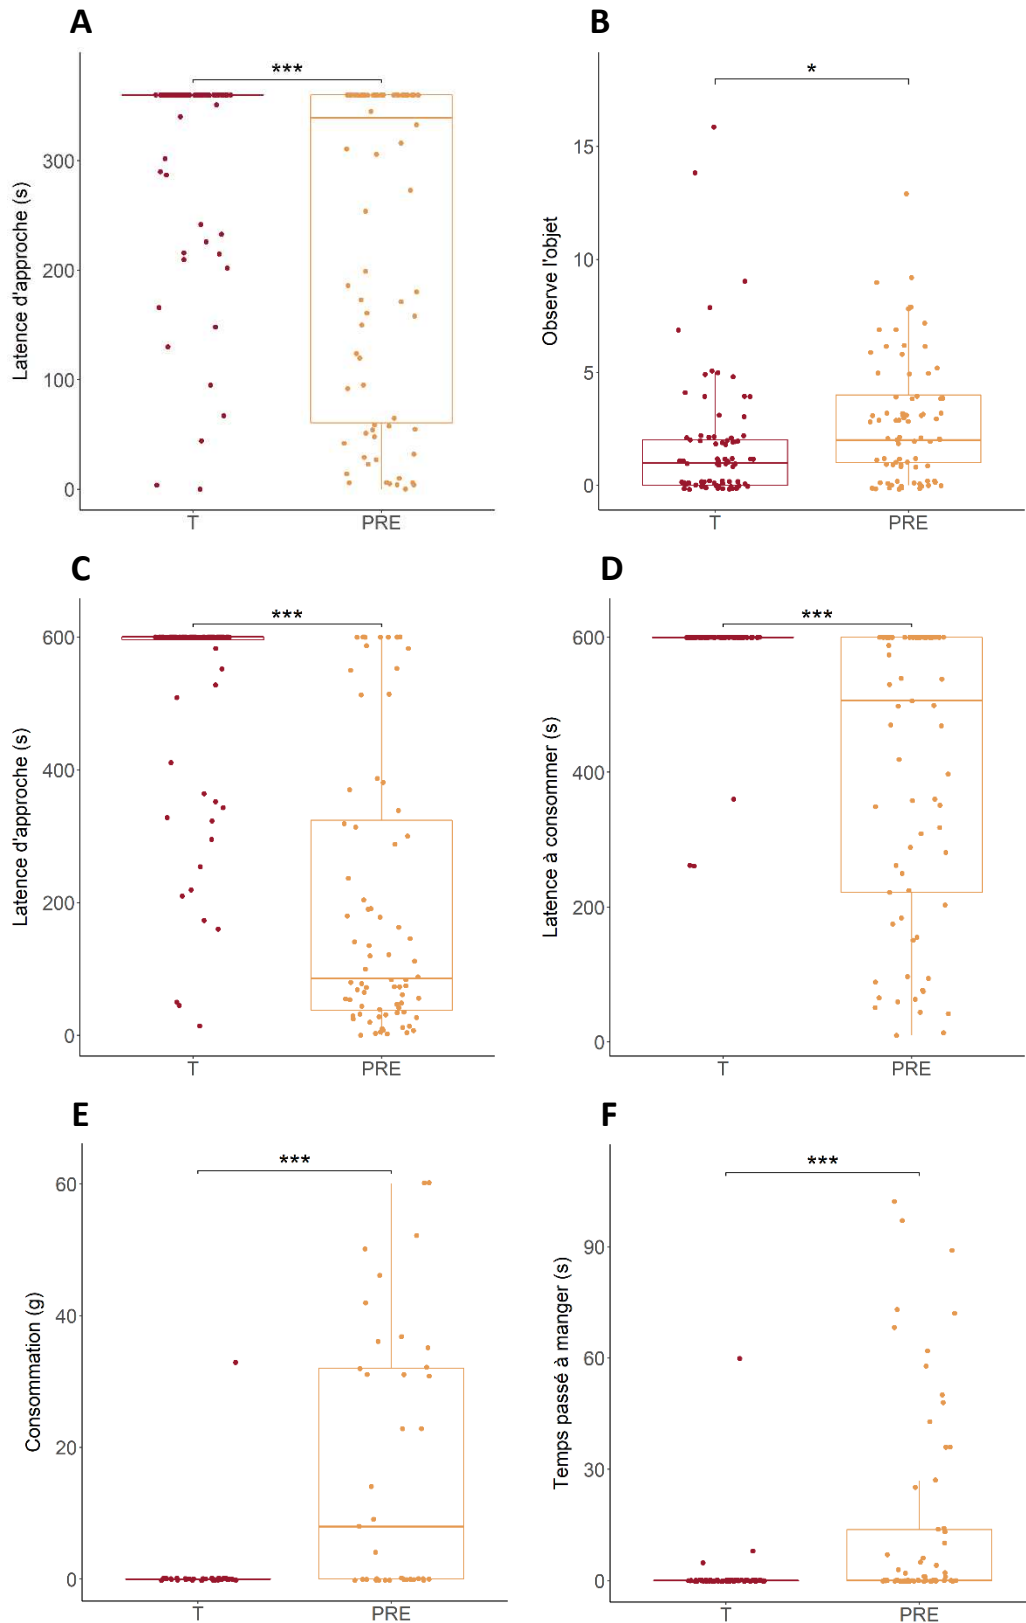 A
B
***
*
Latence d'approche (s)
300
200
100
0
T
PRE
Observe l'objet
15
10
5
0
T
PRE
C
D
***
***
Latence d'approche (s)
600
400
200
0
T
PRE
Latence à consommer (s)
600
400
200
0
T
PRE
E
F
***
***
Consommation (g)
60
40
20
0
T
PRE
Temps passé à manger (s)
90
60
30
0
T
PRE